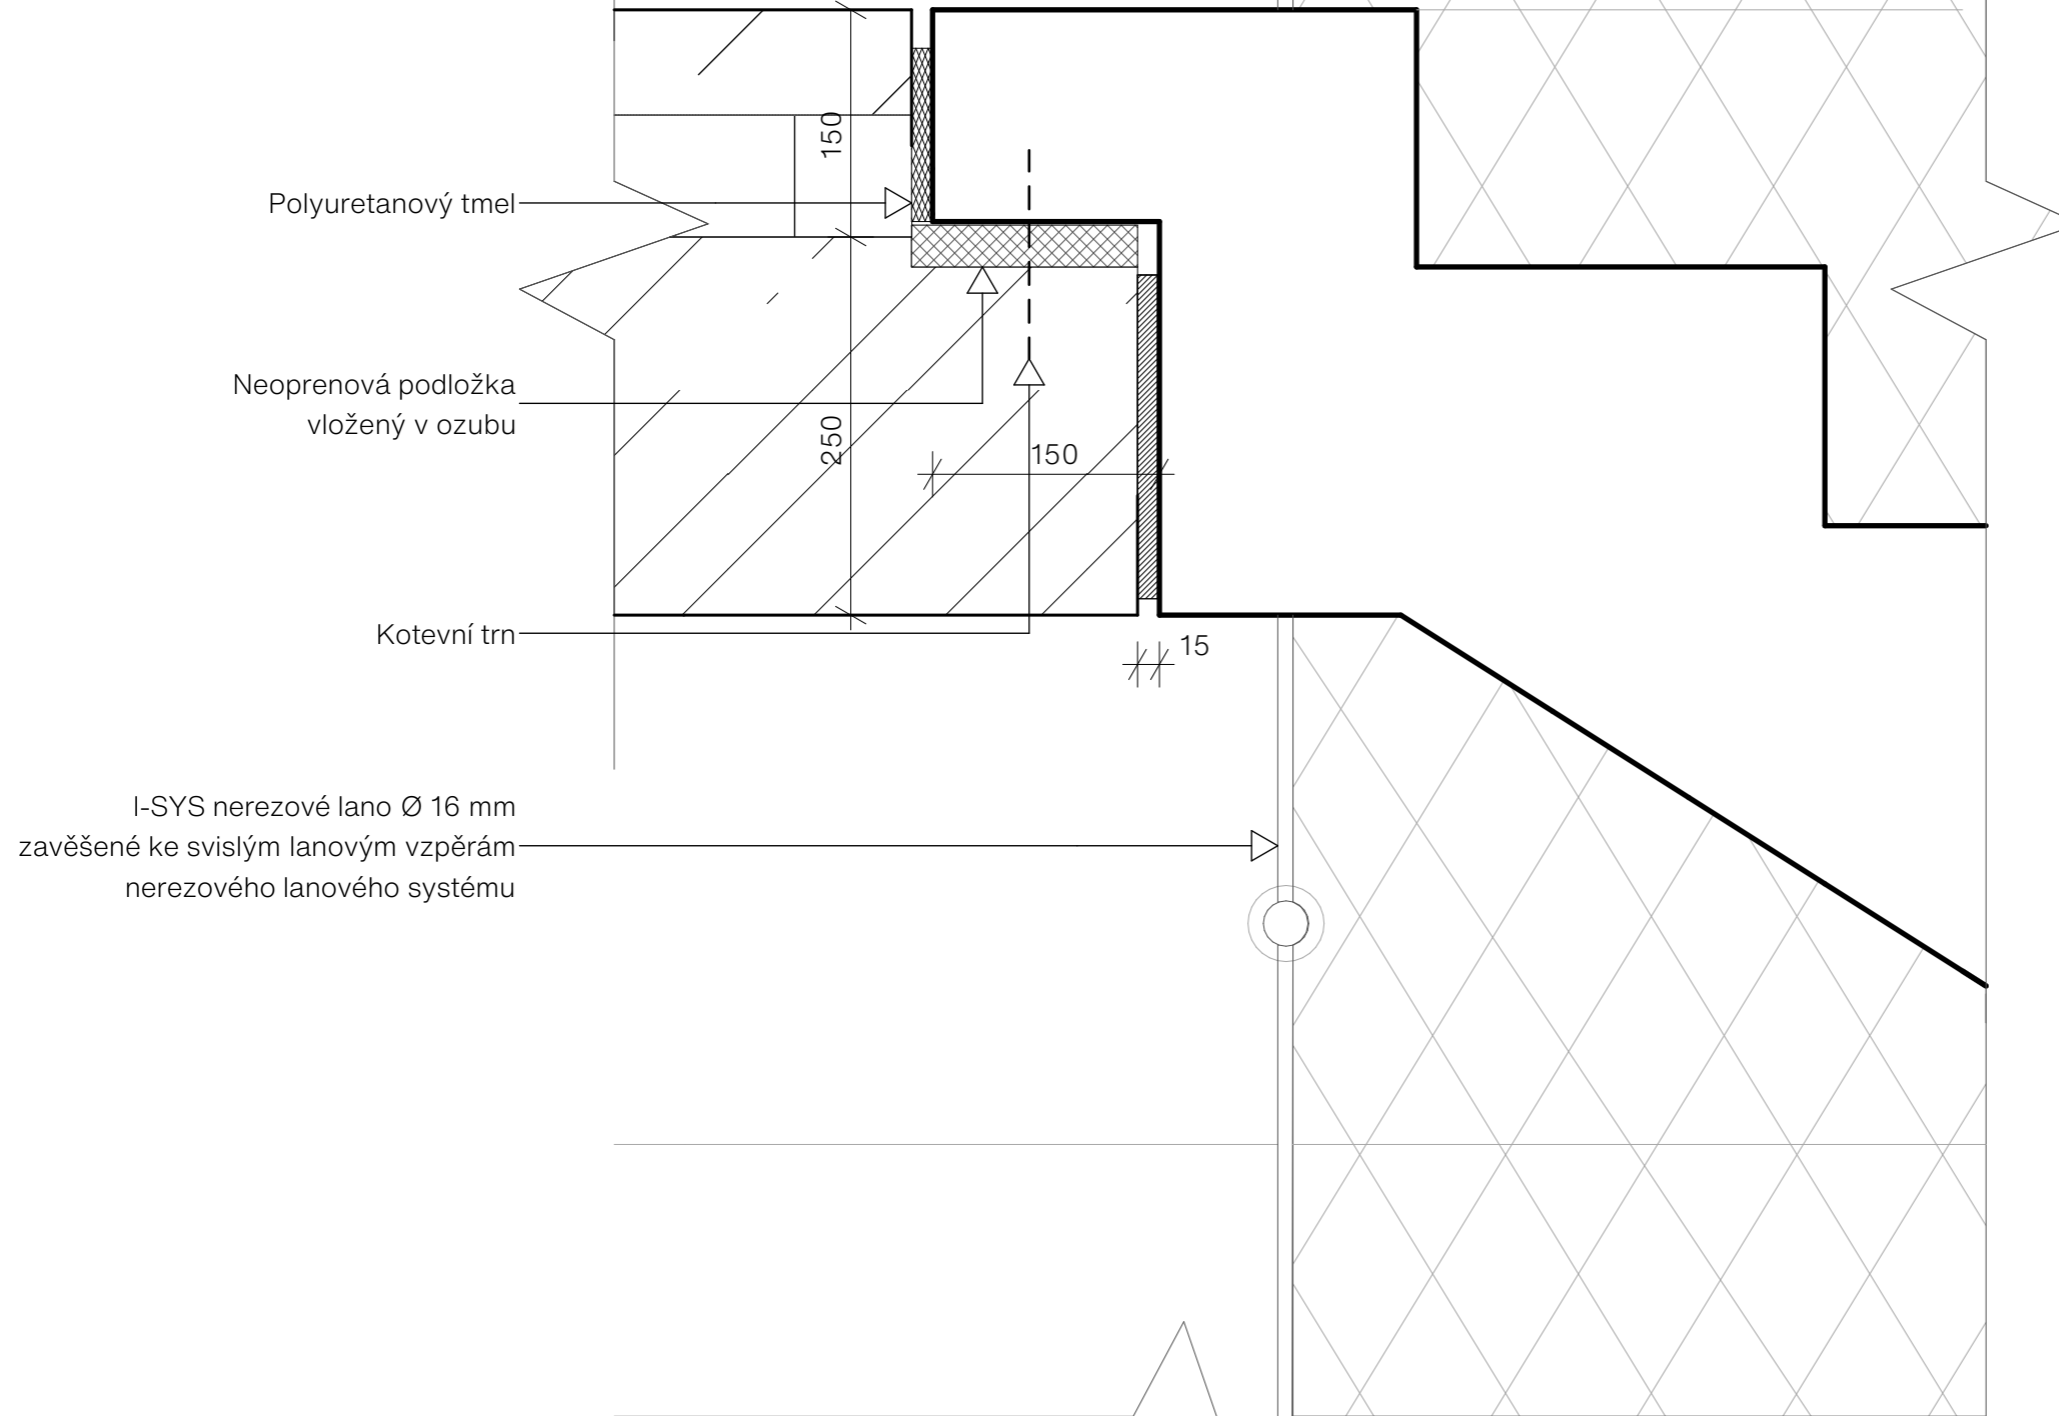 150
Polyuretanový tmel
Neoprenová podložka
vložený v ozubu
250
150
Kotevní trn
15
I-SYS nerezové lano Ø 16 mm
zavěšené ke svislým lanovým vzpěrám
nerezového lanového systému